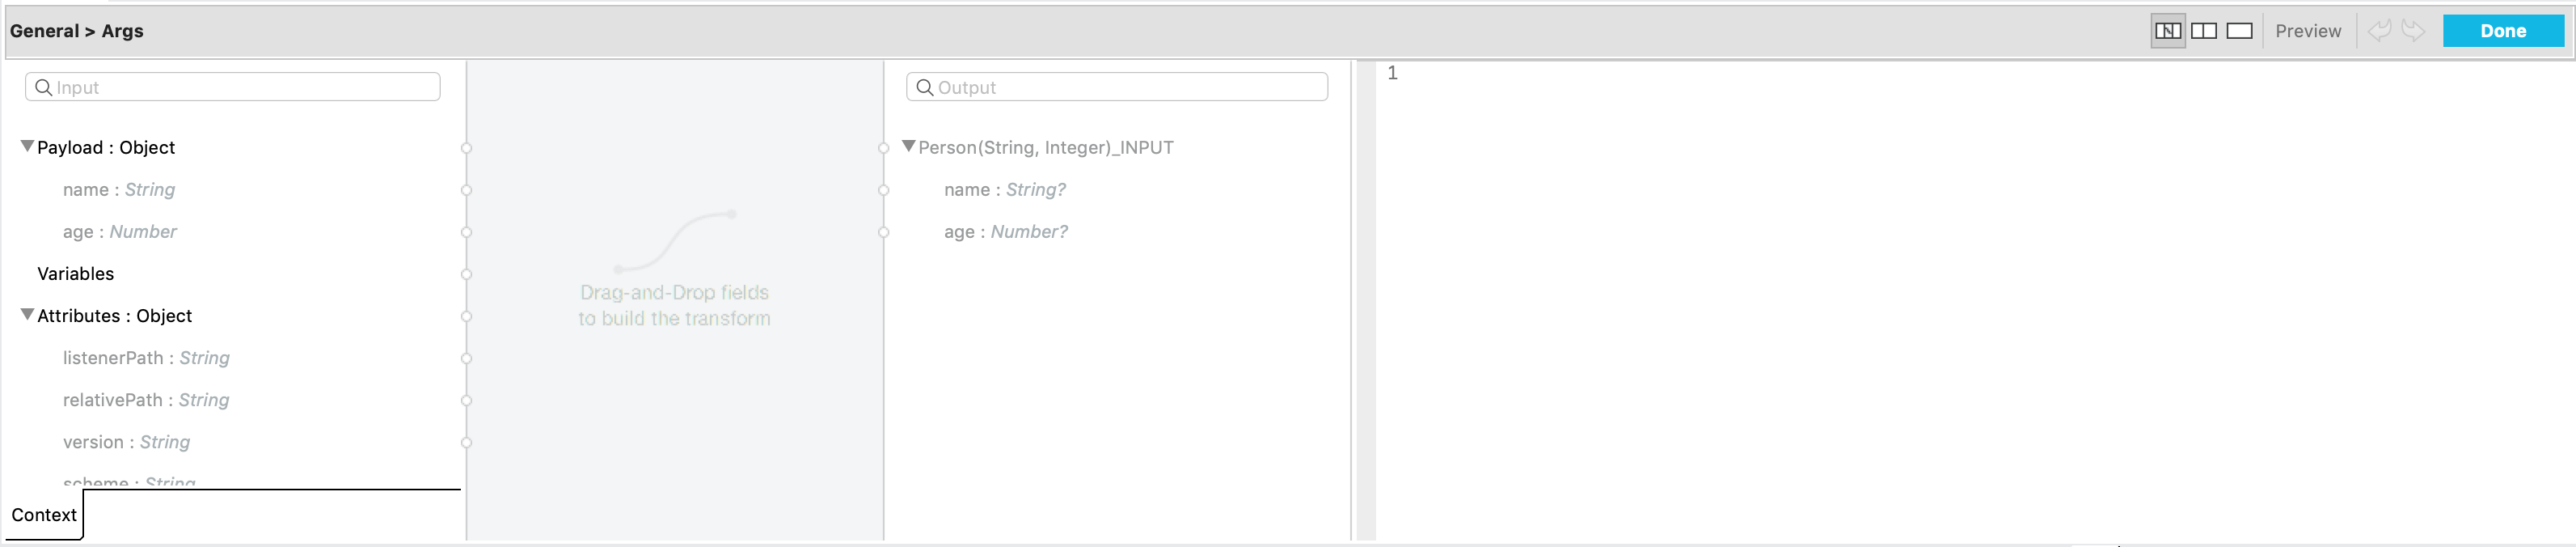 General > Args
Preview
Done
Input
Payload : Object
name : String
age : Number
Variables
Attributes : Object
listenerPath : String
relativePath : String
version : String
scheme : String
Context
Drag-and-Drop fields
to build the transform
Output
Person(String, Integer)_INPUT
name : String?
age : Number?
1